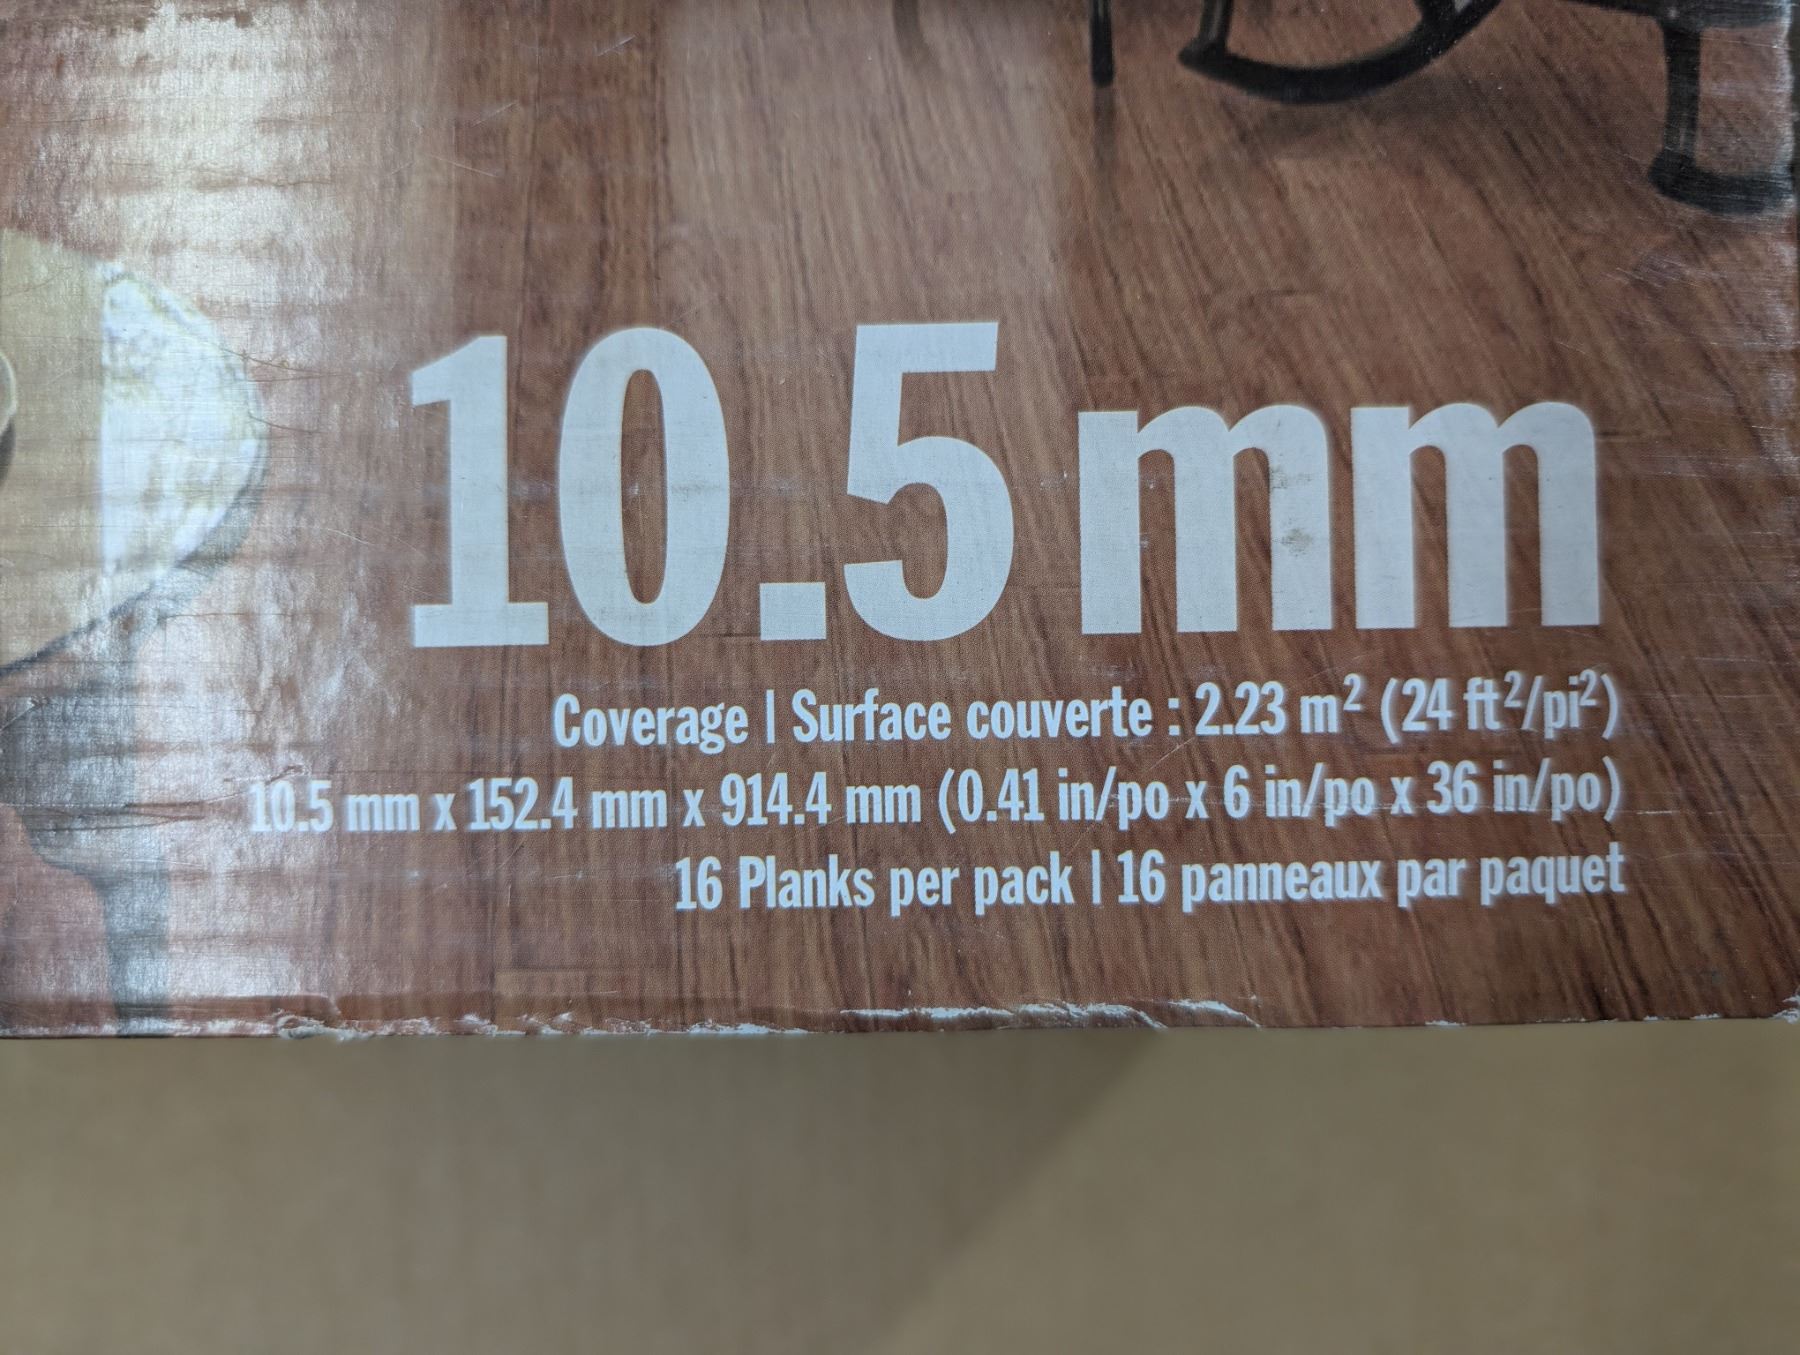 10.5 mm
Coverage | Surface couverte : 2.23 m² (24 ft²/pi²)
10.5 mm x 152.4 mm x 914.4 mm (0.41 in/po x 6 in/po x 36 in/po)
16 Planks per pack | 16 panneaux par paquet